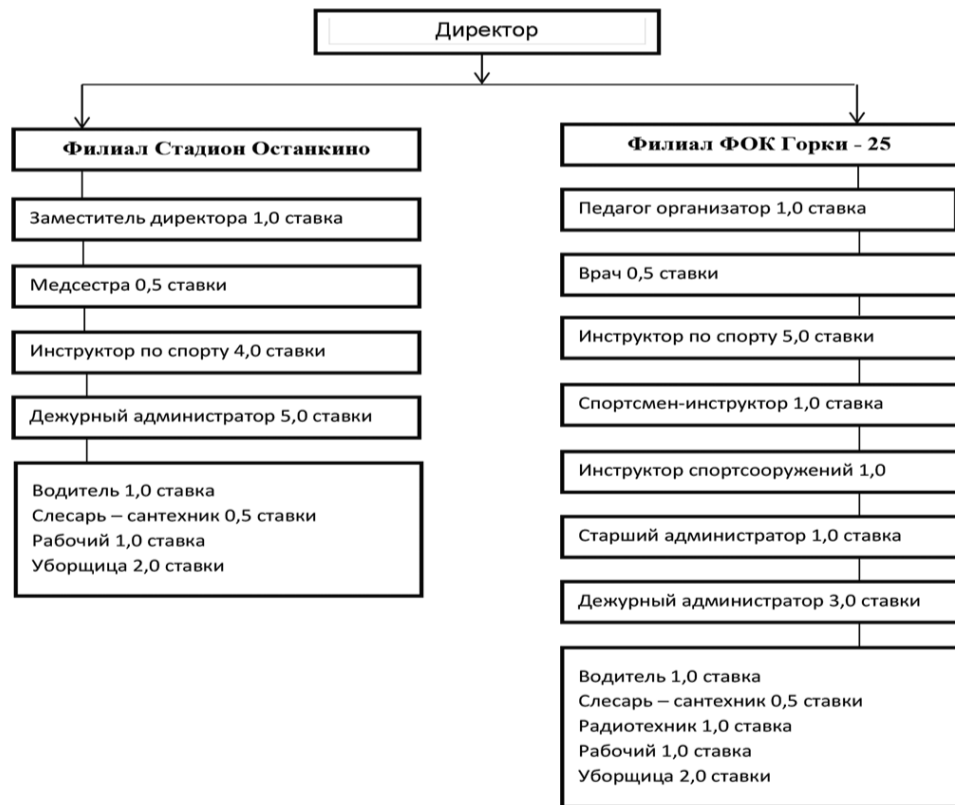 Директор
Филиал Стадион Останкино
Заместитель директора 1,0 ставка
Медсестра 0,5 ставки
Инструктор по спорту 4,0 ставки
Дежурный администратор 5,0 ставки
Водитель 1,0 ставка
Слесарь – сантехник 0,5 ставки
Рабочий 1,0 ставка
Уборщица 2,0 ставки
Филиал ФОК Горки - 25
Педагог организатор 1,0 ставка
Врач 0,5 ставки
Инструктор по спорту 5,0 ставки
Спортсмен-инструктор 1,0 ставка
Инструктор спортсооружений 1,0
Старший администратор 1,0 ставка
Дежурный администратор 3,0 ставки
Водитель 1,0 ставка
Слесарь – сантехник 0,5 ставки
Радиотехник 1,0 ставка
Рабочий 1,0 ставка
Уборщица 2,0 ставки